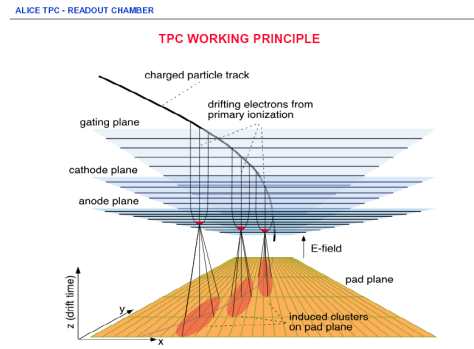 ALICE TPC - READOUT CHAMBER
TPC WORKING PRINCIPLE
charged particle track
drifting electrons from
primary ionization
gating plane
cathode plane
anode plane
E-field
pad plane
z (drift time)
y
x
induced clusters
on pad plane